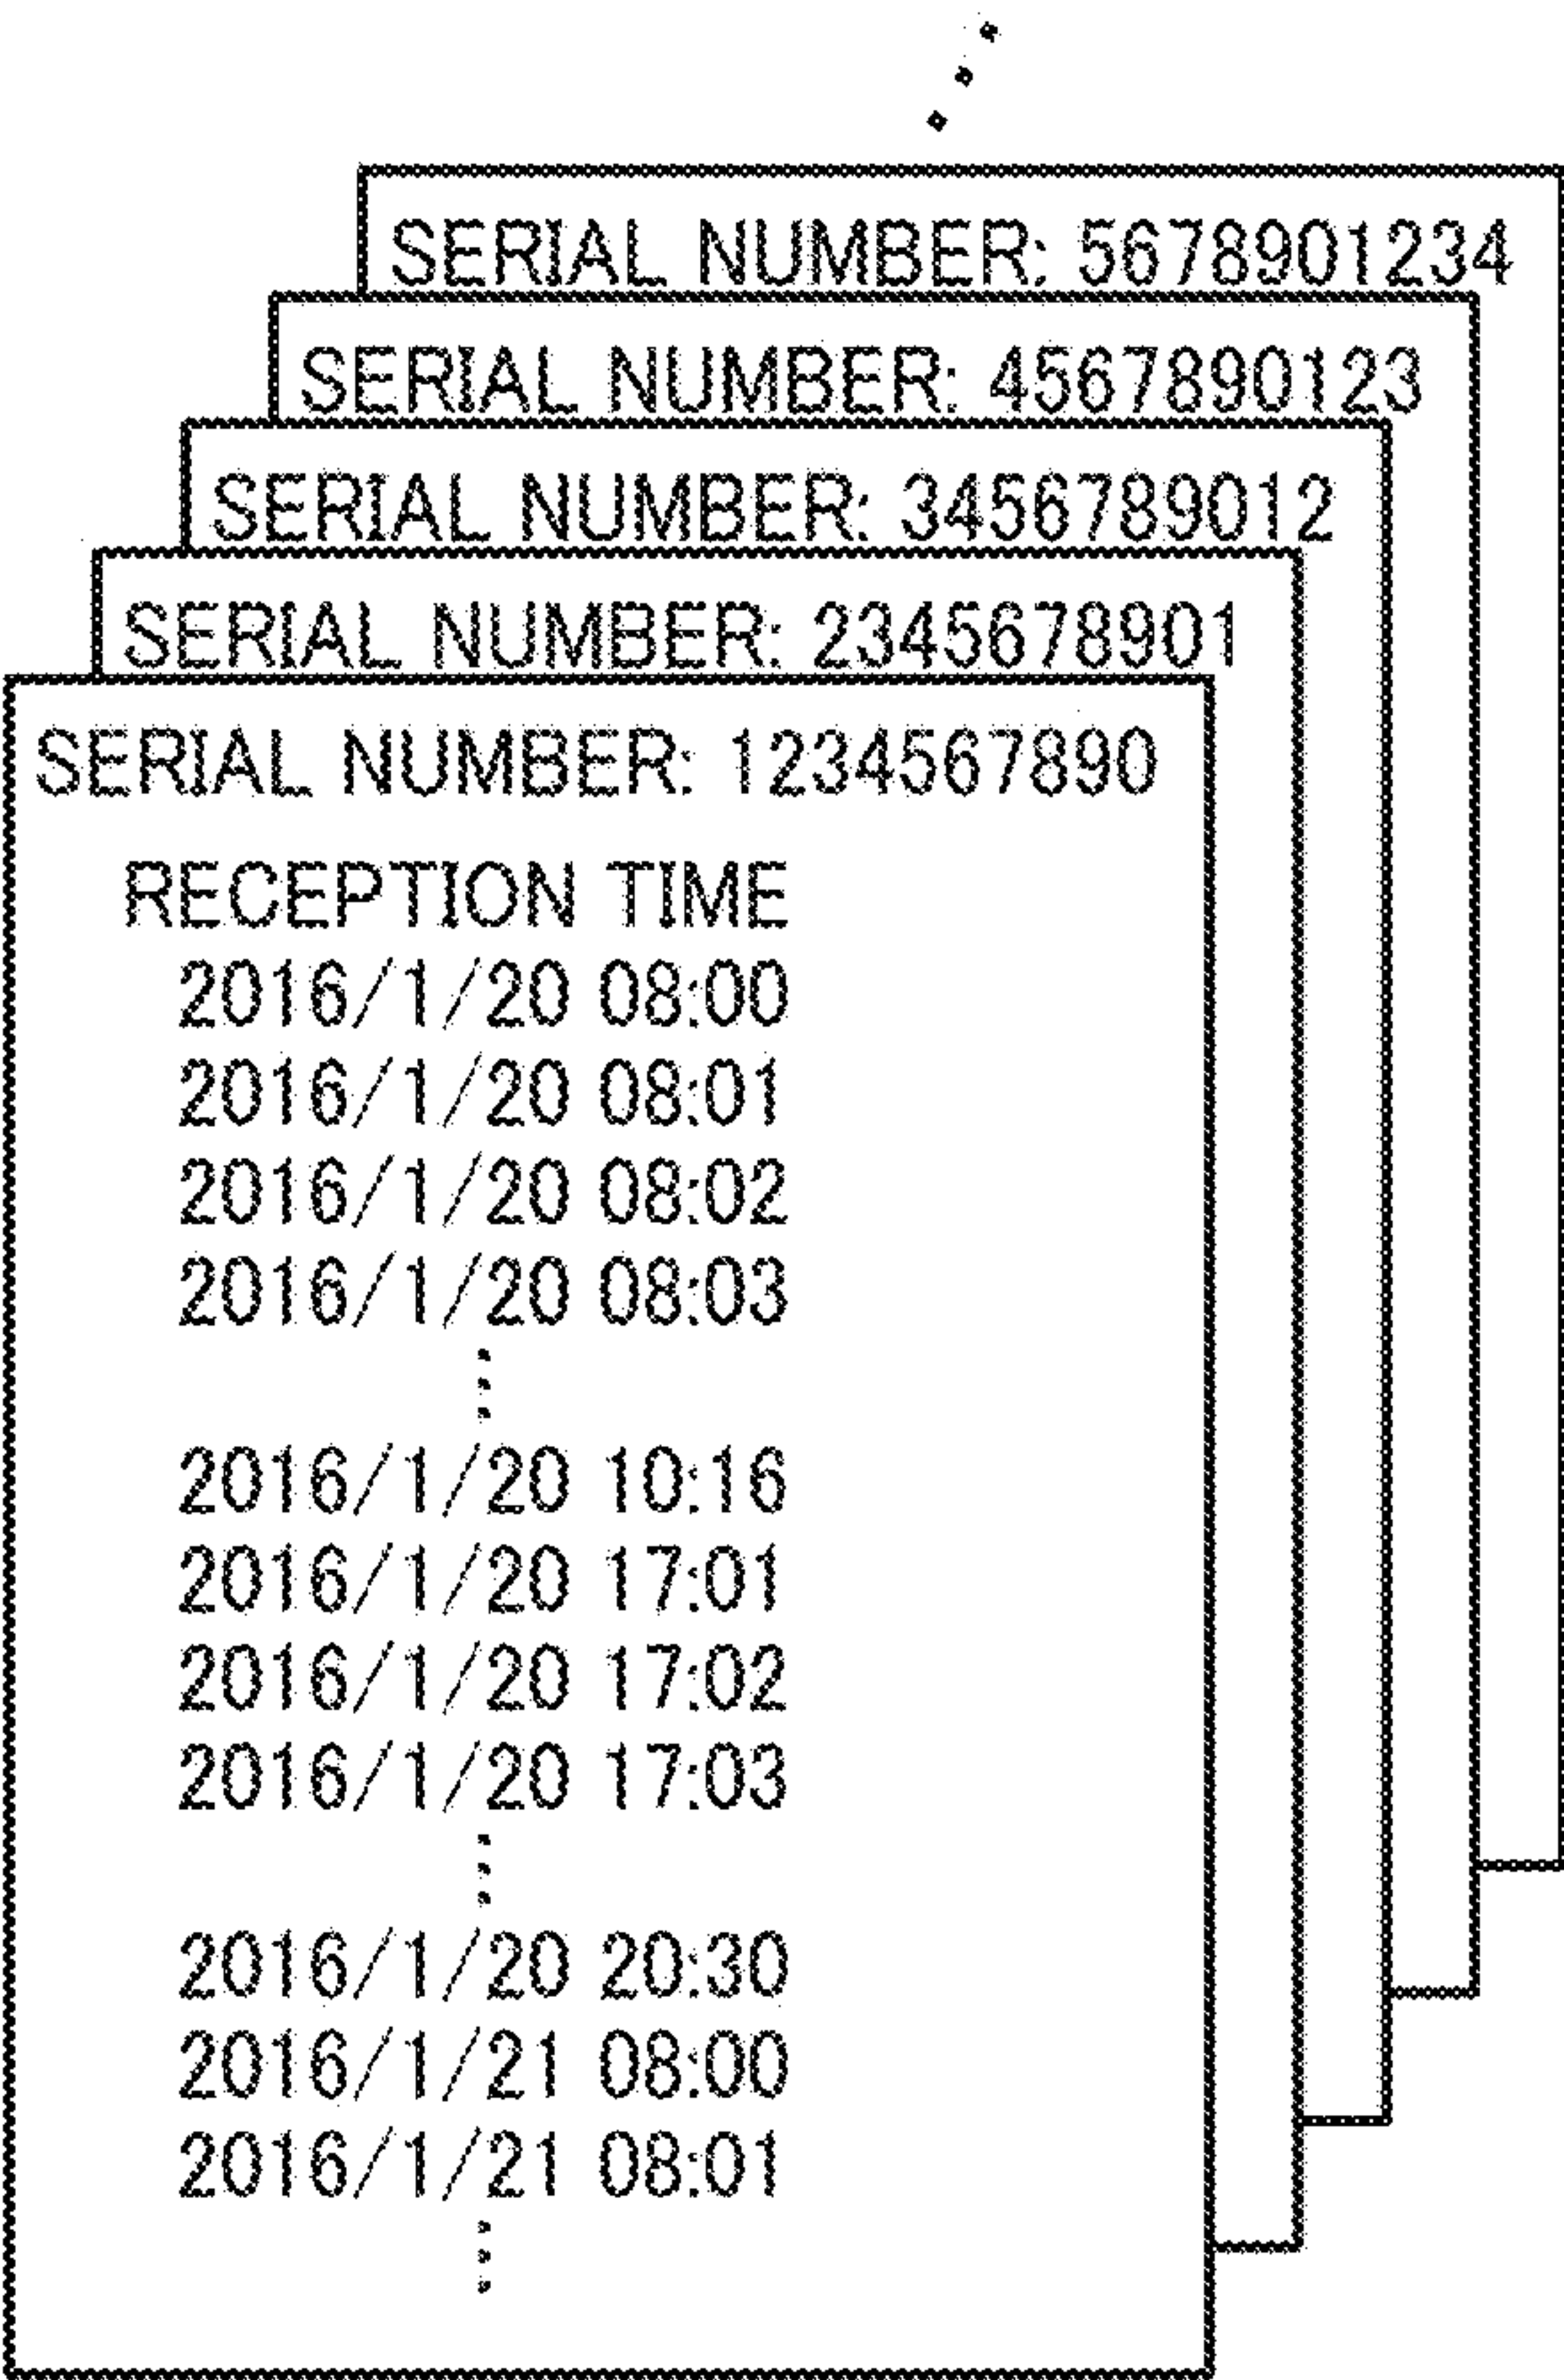 SERIAL NUMBER: 5678901234
SERIAL NUMBER: 4567890123
SERIAL NUMBER: 3456789012
SERIAL NUMBER: 2345678901
SERIAL NUMBER: 1234567890
RECEPTION TIME
2016/1/20 08:00
2016/1/20 08:01
2016/1/20 08:02
2016/1/20 08:03
2016/1/20 10:16
2016/1/20 17:01
2016/1/20 17:02
2016/1/20 17:03
2016/1/20 20:30
2016/1/21 08:00
2016/1/21 08:01